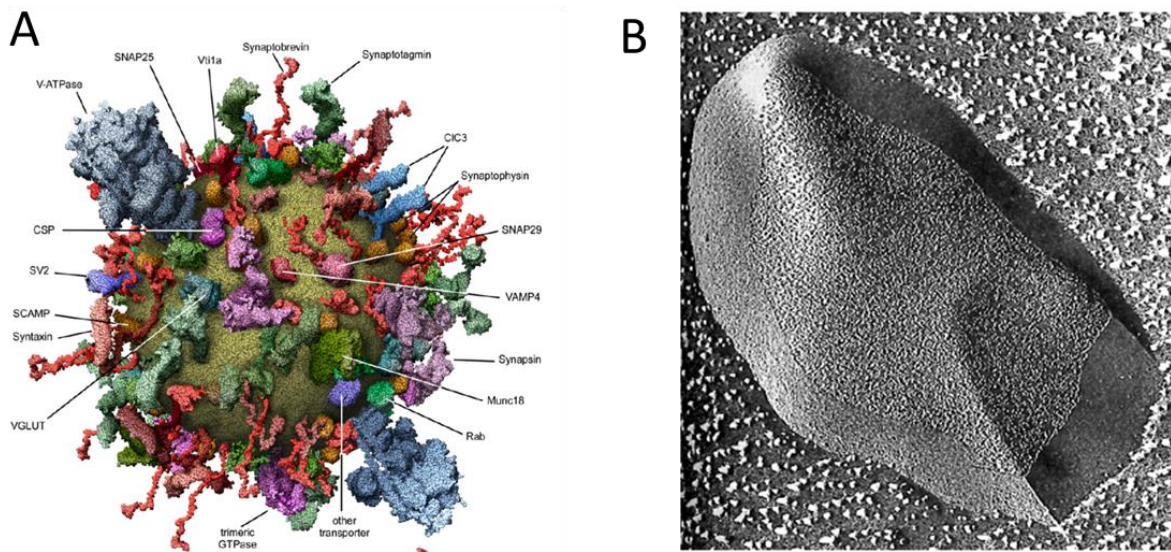 A
B
Synaptobrevin
SNAP25
Vti1a
Synaptotagmin
V-ATPase
ClC3
Synaptophysin
CSP
SNAP29
SV2
VAMP4
SCAMP
Syntaxin
Synapsin
Munc18
VGLUT
Rab
trimeric
GTPase
other
transporter